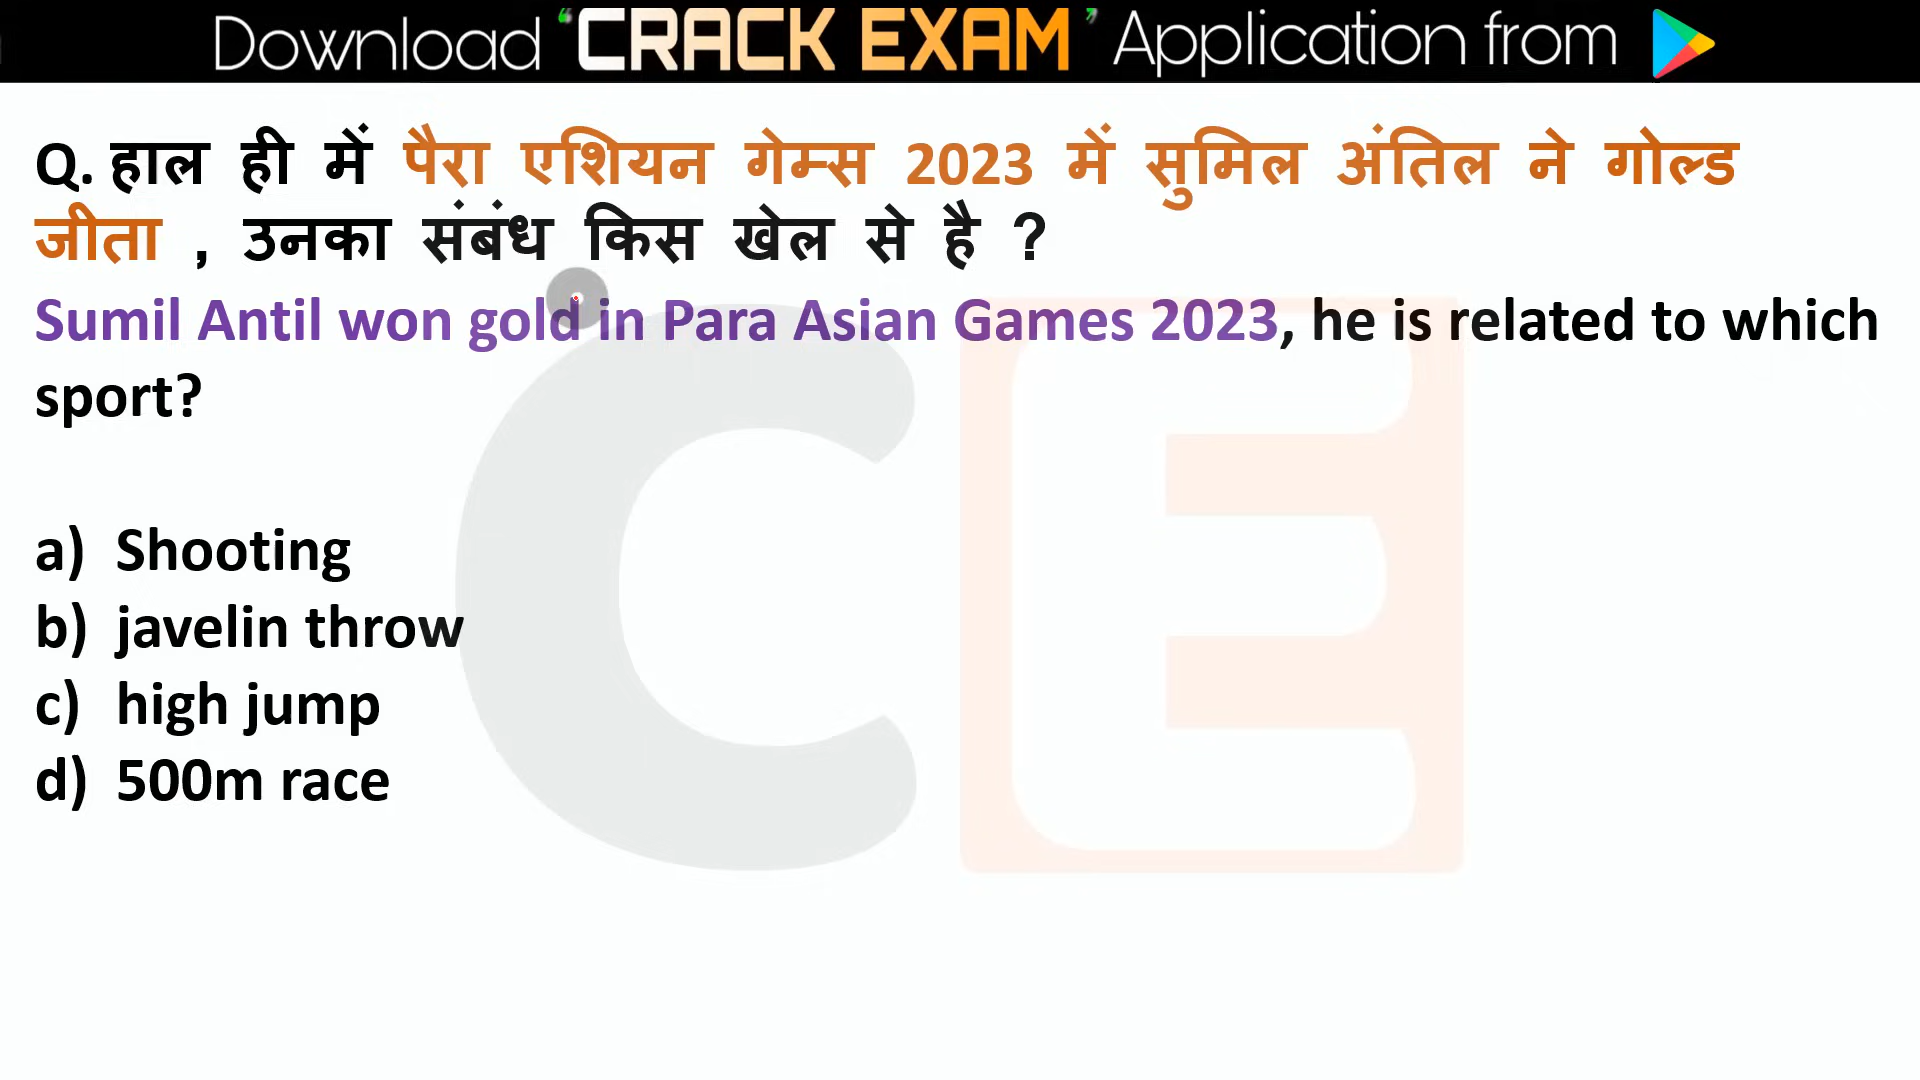 Download 'CRACK EXAM' Application from
Q. हाल ही में पैरा एशियन गेम्स 2023 में सुमिल अंतिल ने गोल्ड
जीता , उनका संबंध किस खेल से है ?
Sumil Antil won gold in Para Asian Games 2023, he is related to which
sport?
a) Shooting
b) javelin throw
c) high jump
d) 500m race
CE